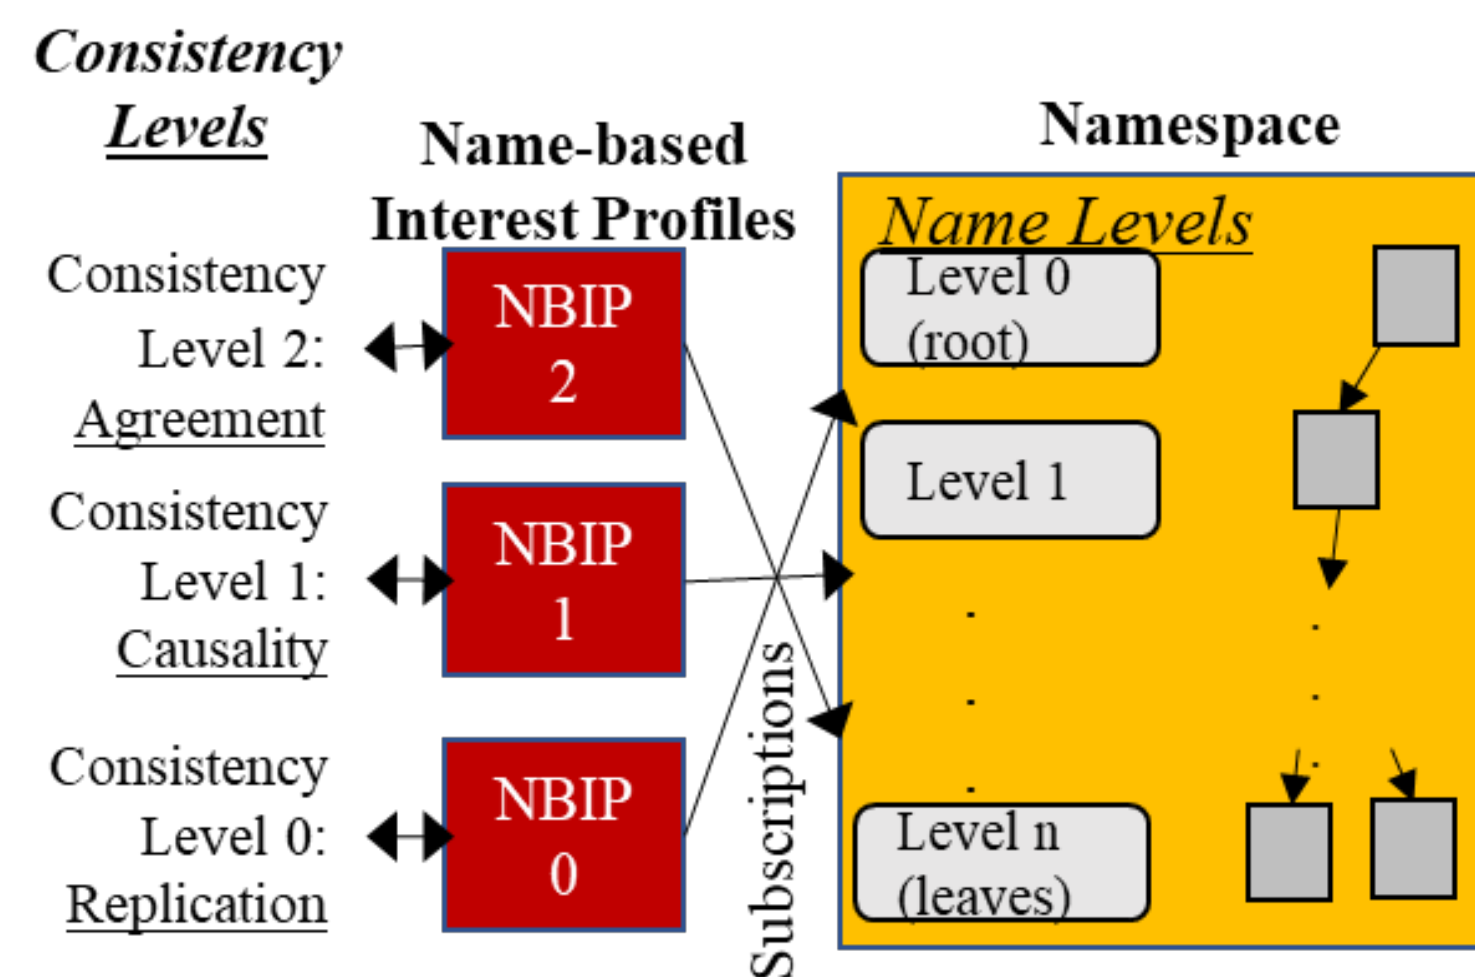 Consistency
Levels
Name-based
Interest Profiles
Namespace
Name Levels
Consistency
Level 2:
Agreement
NBIP
2
Consistency
Level 1:
Causality
NBIP
1
Consistency
Level 0:
Replication
NBIP
0
Subscriptions
Level 0
(root)
Level 1
.
.
.
Level n
(leaves)
.
.
.